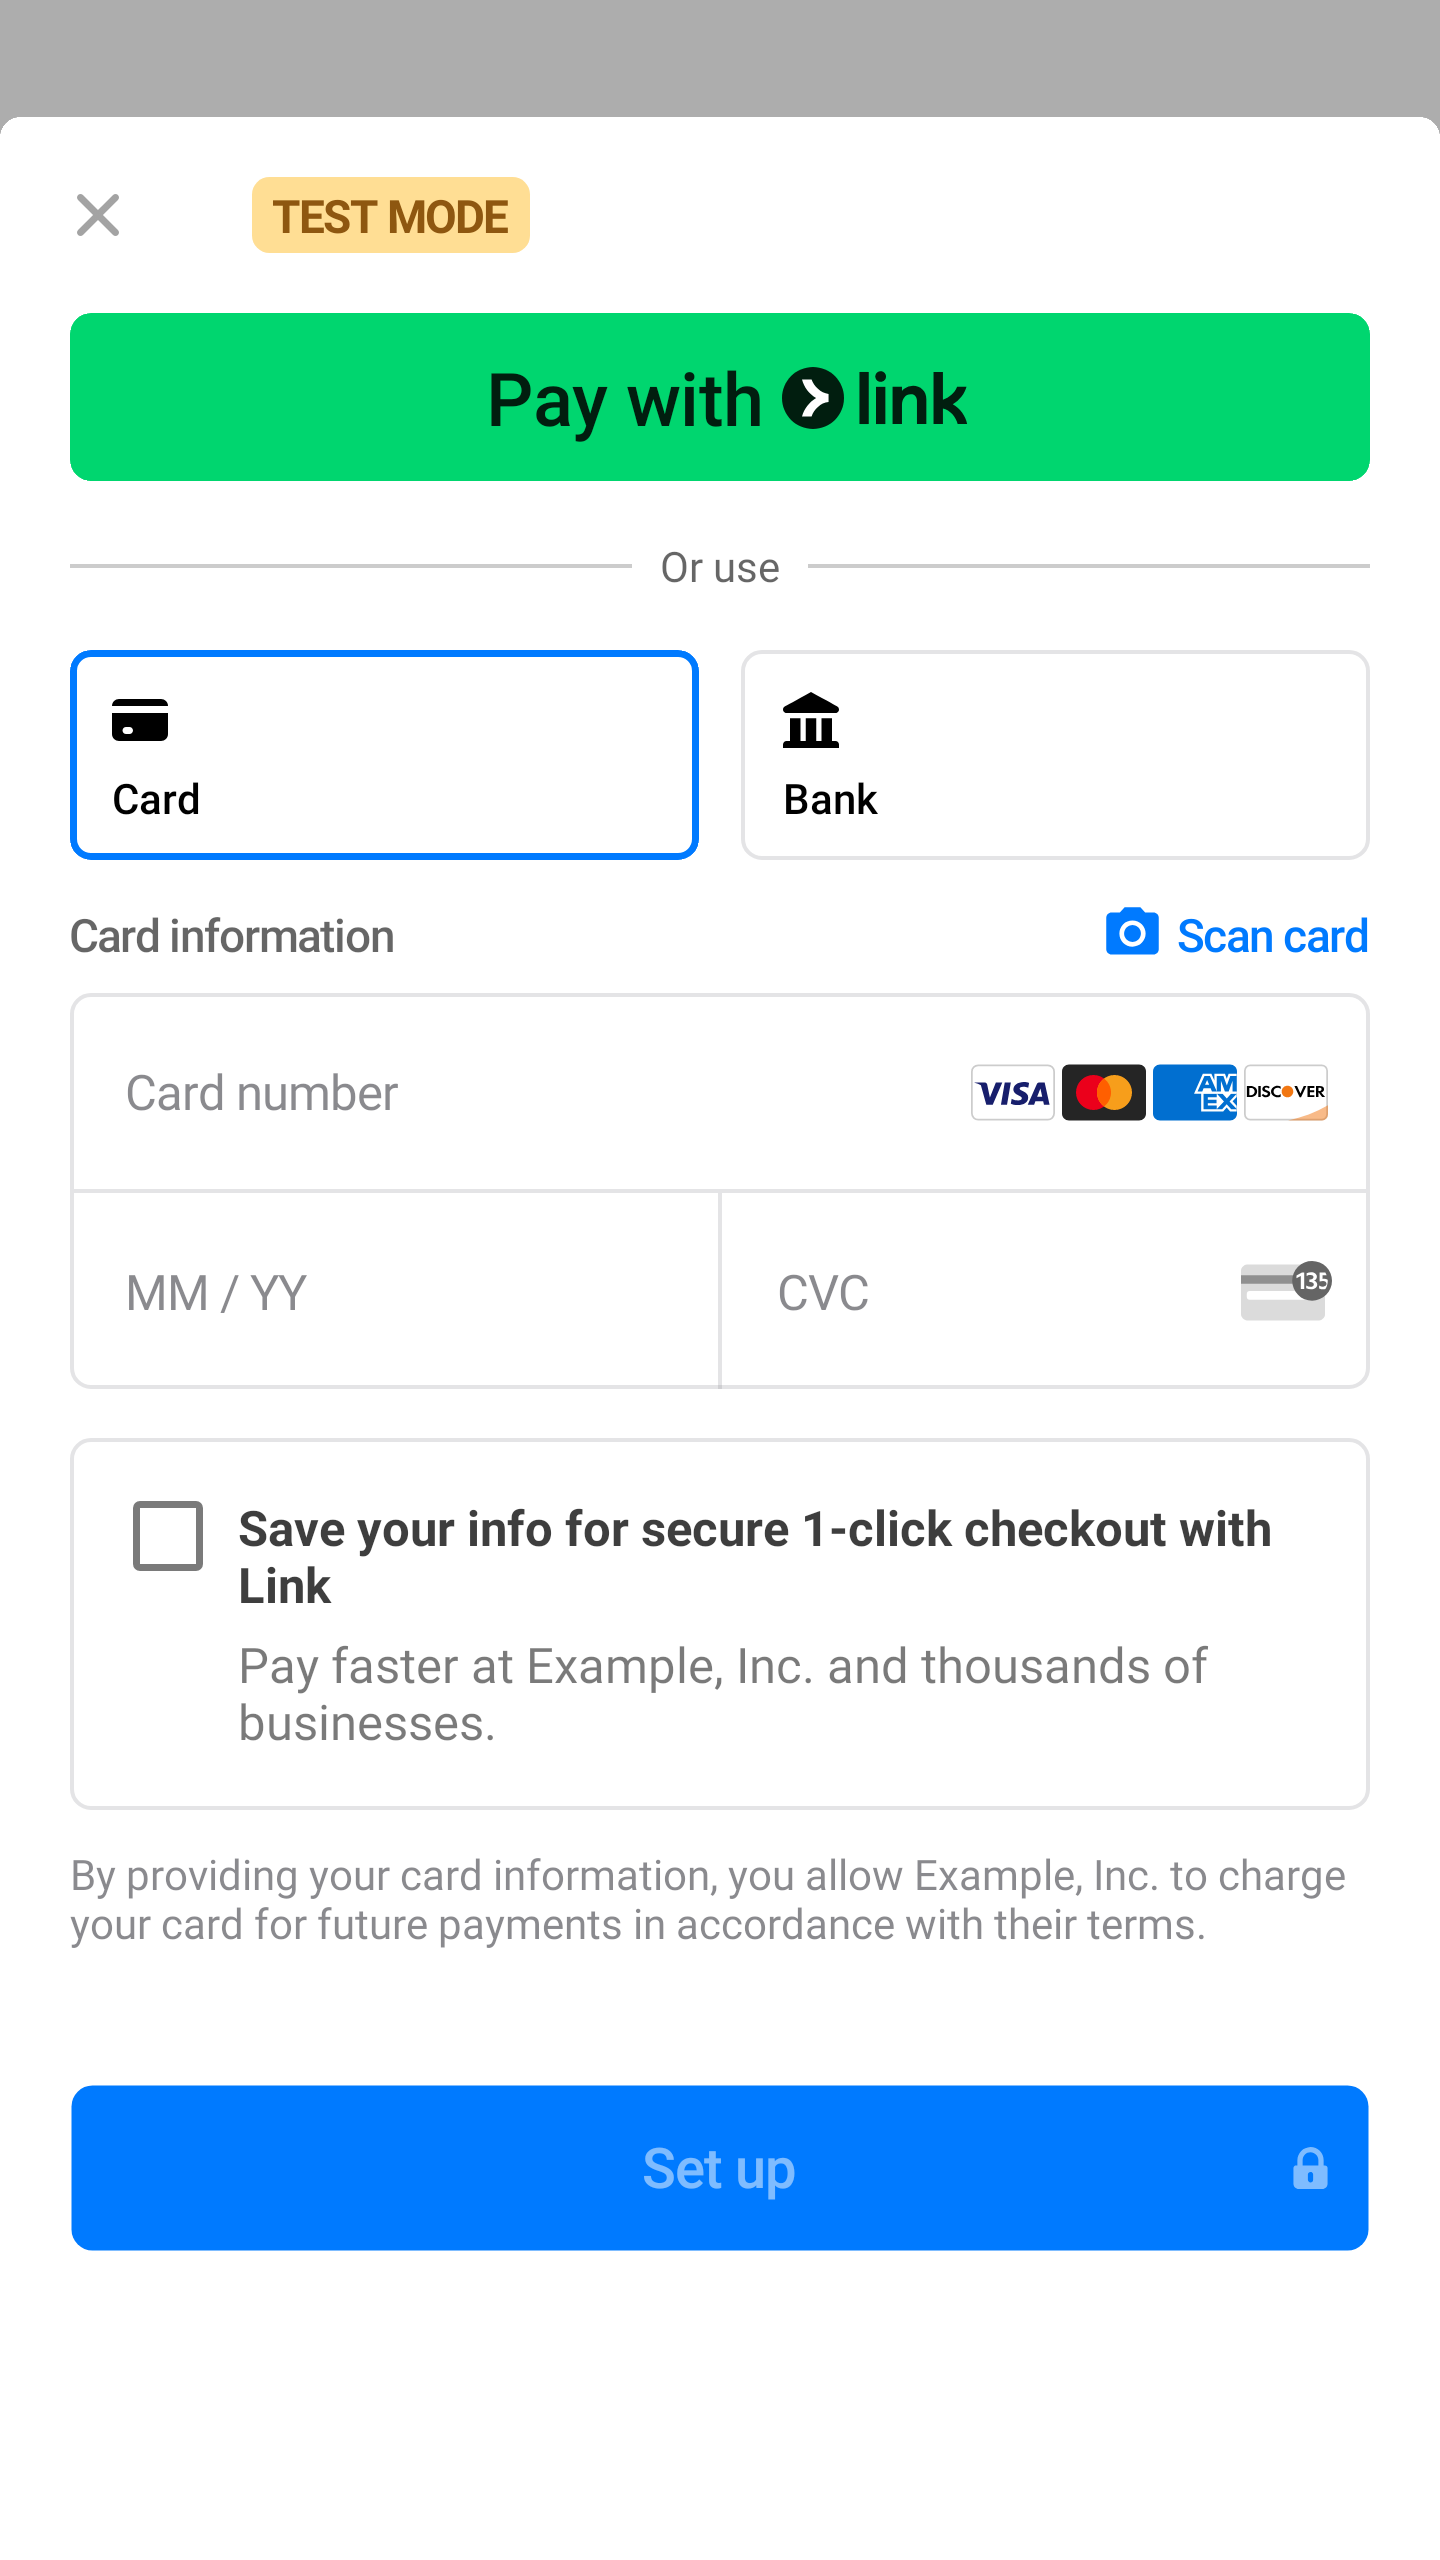 TEST MODE
Pay with link
Or use
Card
Bank
Card information
Scan card
Card number
VISA
AM
EX
DISCOVER
MM / YY
CVC
135
Save your info for secure 1-click checkout with
Link
Pay faster at Example, Inc. and thousands of
businesses.
By providing your card information, you allow Example, Inc. to charge
your card for future payments in accordance with their terms.
Set up